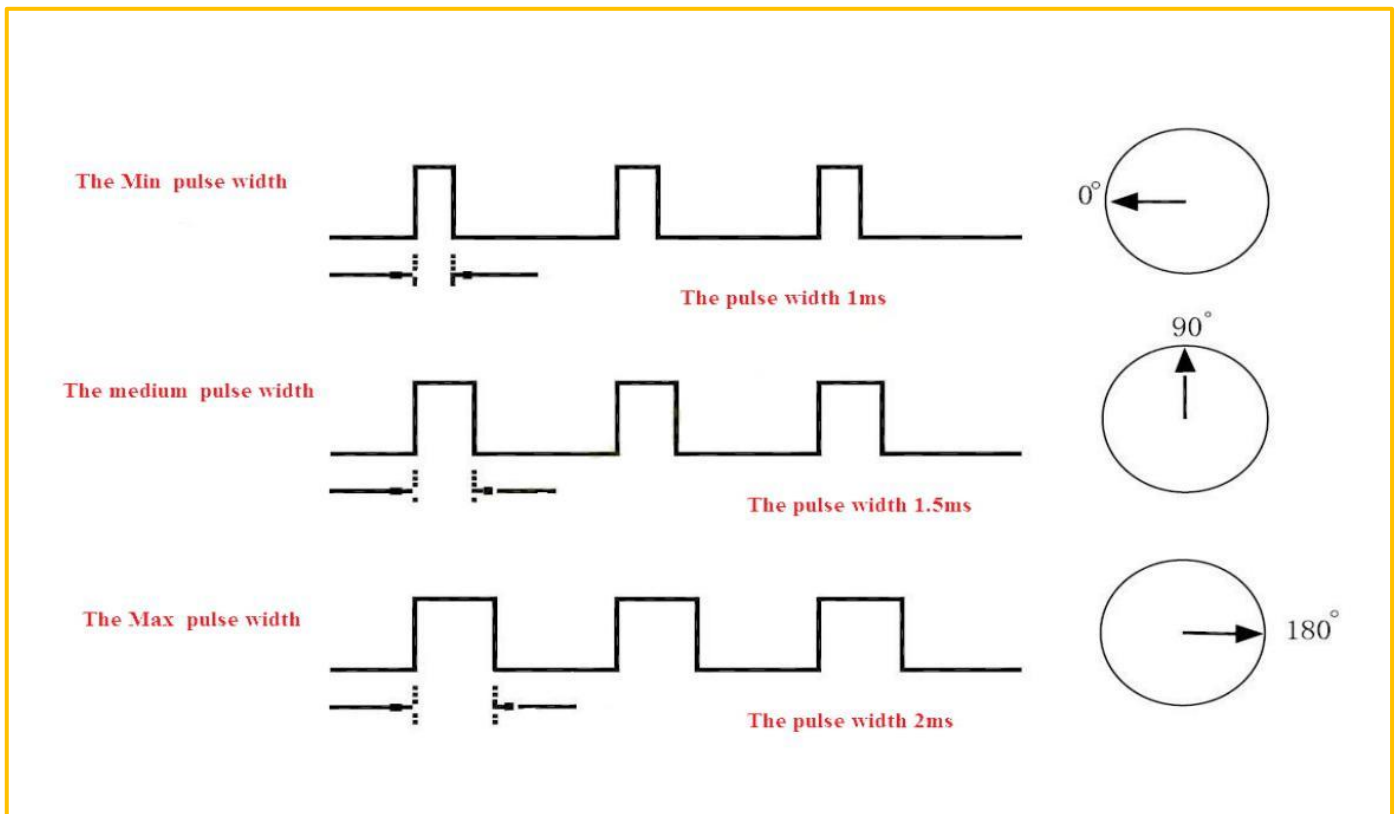 The Min  pulse width
0°
The pulse width 1ms
90°
The medium  pulse width
The pulse width 1.5ms
The Max  pulse width
180°
The pulse width 2ms